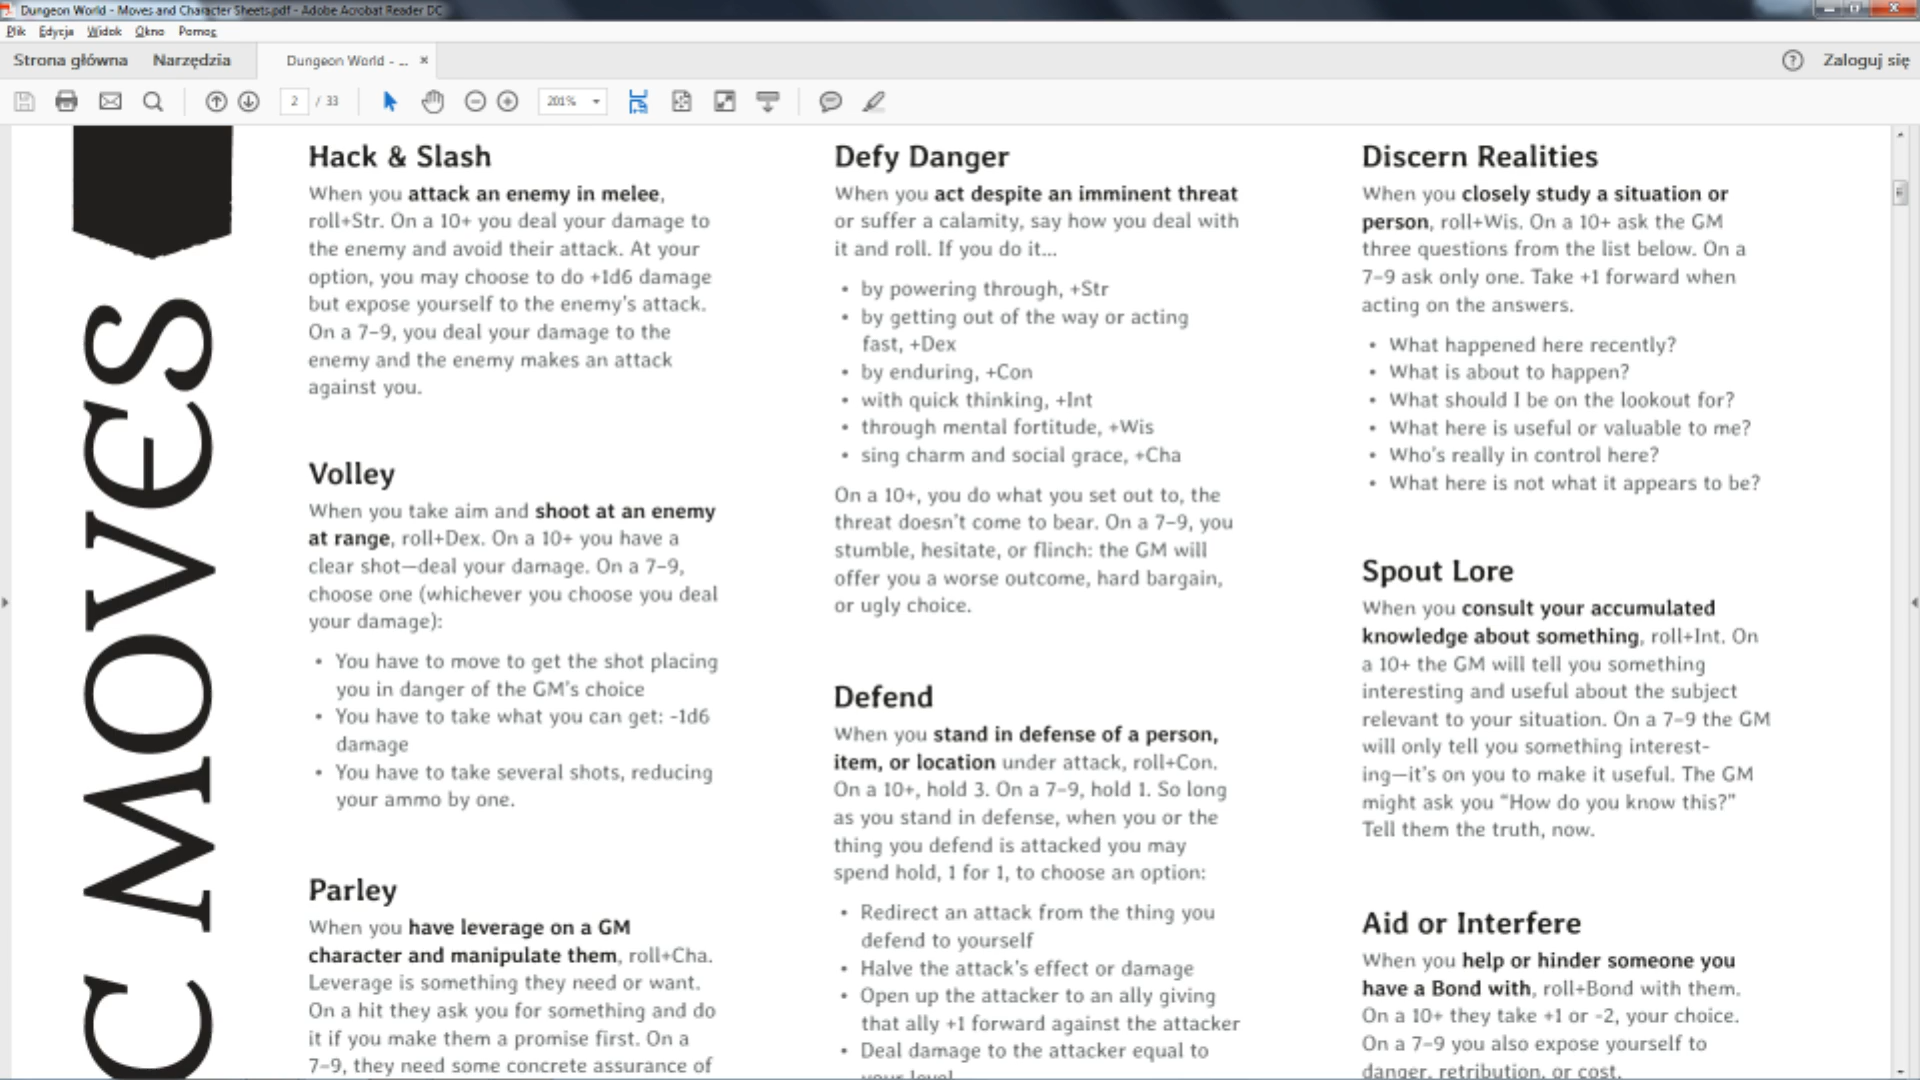 Dungeon World - Moves and Character Sheets.pdf - Adobe Acrobat Reader DC
Plik Edycja Widok Okno Pomoc
Strona główna Narzędzia Dungeon World - ... × ? Zaloguj się
2 / 33 201%
C MOVES
Hack & Slash
When you attack an enemy in melee,
roll+Str. On a 10+ you deal your damage to
the enemy and avoid their attack. At your
option, you may choose to do +1d6 damage
but expose yourself to the enemy's attack.
On a 7–9, you deal your damage to the
enemy and the enemy makes an attack
against you.
Volley
When you take aim and shoot at an enemy
at range, roll+Dex. On a 10+ you have a
clear shot—deal your damage. On a 7–9,
choose one (whichever you choose you deal
your damage):
• You have to move to get the shot placing
you in danger of the GM's choice
• You have to take what you can get: -1d6
damage
• You have to take several shots, reducing
your ammo by one.
Parley
When you have leverage on a GM
character and manipulate them, roll+Cha.
Leverage is something they need or want.
On a hit they ask you for something and do
it if you make them a promise first. On a
7–9, they need some concrete assurance of
Defy Danger
When you act despite an imminent threat
or suffer a calamity, say how you deal with
it and roll. If you do it...
• by powering through, +Str
• by getting out of the way or acting
fast, +Dex
• by enduring, +Con
• with quick thinking, +Int
• through mental fortitude, +Wis
• sing charm and social grace, +Cha
On a 10+, you do what you set out to, the
threat doesn't come to bear. On a 7–9, you
stumble, hesitate, or flinch: the GM will
offer you a worse outcome, hard bargain,
or ugly choice.
Defend
When you stand in defense of a person,
item, or location under attack, roll+Con.
On a 10+, hold 3. On a 7–9, hold 1. So long
as you stand in defense, when you or the
thing you defend is attacked you may
spend hold, 1 for 1, to choose an option:
• Redirect an attack from the thing you
defend to yourself
• Halve the attack's effect or damage
• Open up the attacker to an ally giving
that ally +1 forward against the attacker
• Deal damage to the attacker equal to
your level
Discern Realities
When you closely study a situation or
person, roll+Wis. On a 10+ ask the GM
three questions from the list below. On a
7–9 ask only one. Take +1 forward when
acting on the answers.
• What happened here recently?
• What is about to happen?
• What should I be on the lookout for?
• What here is useful or valuable to me?
• Who's really in control here?
• What here is not what it appears to be?
Spout Lore
When you consult your accumulated
knowledge about something, roll+Int. On
a 10+ the GM will tell you something
interesting and useful about the subject
relevant to your situation. On a 7–9 the GM
will only tell you something interest-
ing—it's on you to make it useful. The GM
might ask you “How do you know this?”
Tell them the truth, now.
Aid or Interfere
When you help or hinder someone you
have a Bond with, roll+Bond with them.
On a 10+ they take +1 or -2, your choice.
On a 7–9 you also expose yourself to
danger, retribution, or cost.